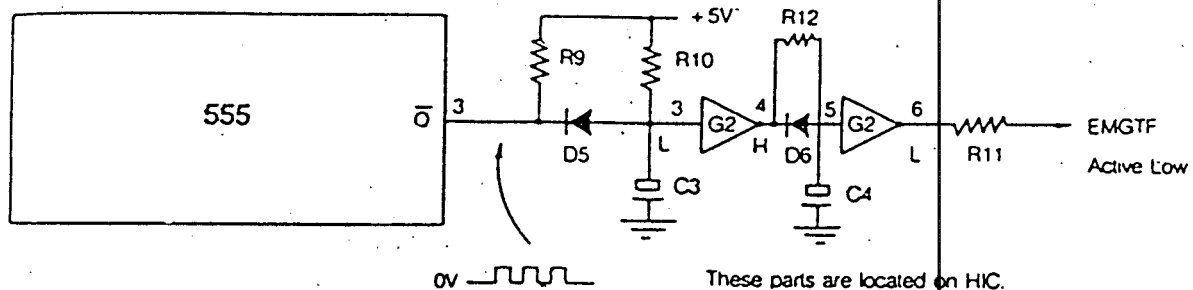 +5V
R12
R9
R10
555
Q̅ 3
3
4
5
6
G2
G2
D5
L
H
D6
L
R11
EMGTF
Active Low
C3
C4
0V
These parts are located on HIC.